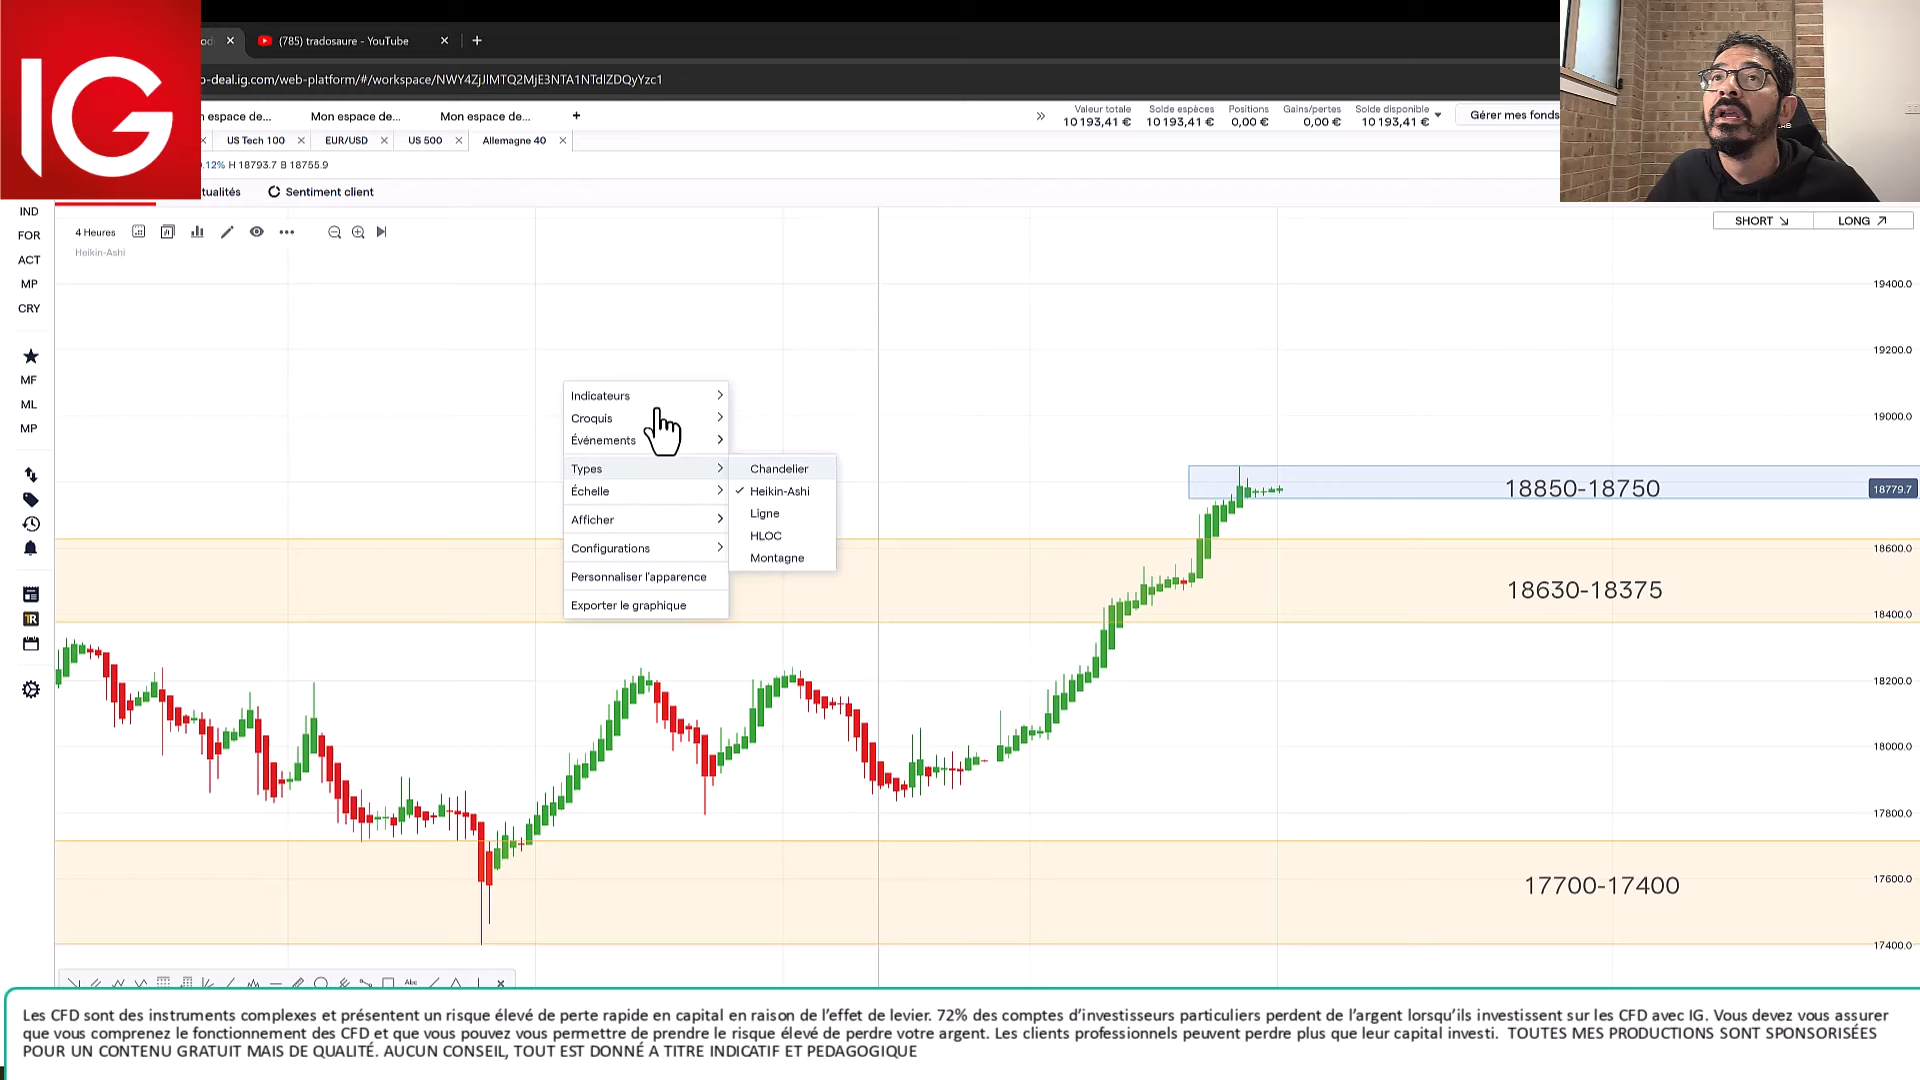 IG
od
(785) tradosaure - YouTube
o-deal.ig.com/web-platform/#/workspace/NWY4ZjJlMTQ2MjE3NTA1NTdlZDQyYzc1
n espace de...
Mon espace de...
Mon espace de...
Valeur totale
10 193,41 €
Solde espèces
10 193,41 €
Positions
0,00 €
Gains/pertes
0,00 €
Solde disponible
10 193,41 €
Gérer mes fonds
US Tech 100
EUR/USD
US 500
Allemagne 40
0.12% H 18793.7 B 18755.9
tualités
Sentiment client
IND
FOR
ACT
MP
CRY
MF
ML
MP
4 Heures
Heikin-Ashi
SHORT
LONG
Indicateurs
Croquis
Événements
Types
Échelle
Afficher
Configurations
Personnaliser l'apparence
Exporter le graphique
Chandelier
Heikin-Ashi
Ligne
HLOC
Montagne
19400.0
19200.0
19000.0
18779.7
18600.0
18400.0
18200.0
18000.0
17800.0
17600.0
17400.0
18850-18750
18630-18375
17700-17400
Abc
Les CFD sont des instruments complexes et présentent un risque élevé de perte rapide en capital en raison de l'effet de levier. 72% des comptes d'investisseurs particuliers perdent de l'argent lorsqu'ils investissent sur les CFD avec IG. Vous devez vous assurer
que vous comprenez le fonctionnement des CFD et que vous pouvez vous permettre de prendre le risque élevé de perdre votre argent. Les clients professionnels peuvent perdre plus que leur capital investi. TOUTES MES PRODUCTIONS SONT SPONSORISÉES
POUR UN CONTENU GRATUIT MAIS DE QUALITÉ. AUCUN CONSEIL, TOUT EST DONNÉ A TITRE INDICATIF ET PEDAGOGIQUE